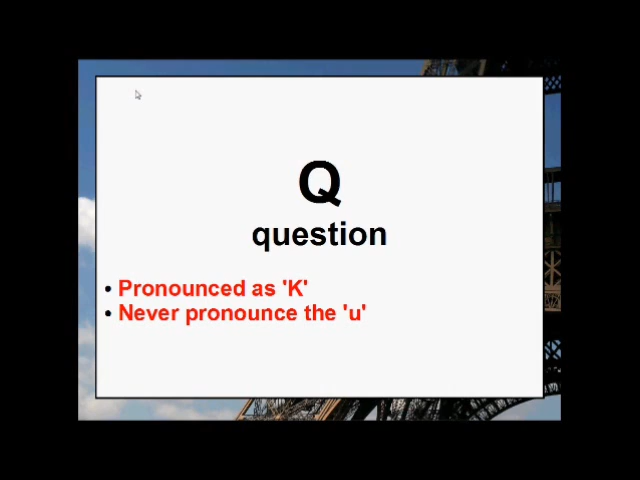 Q
question
• Pronounced as 'K'
• Never pronounce the 'u'